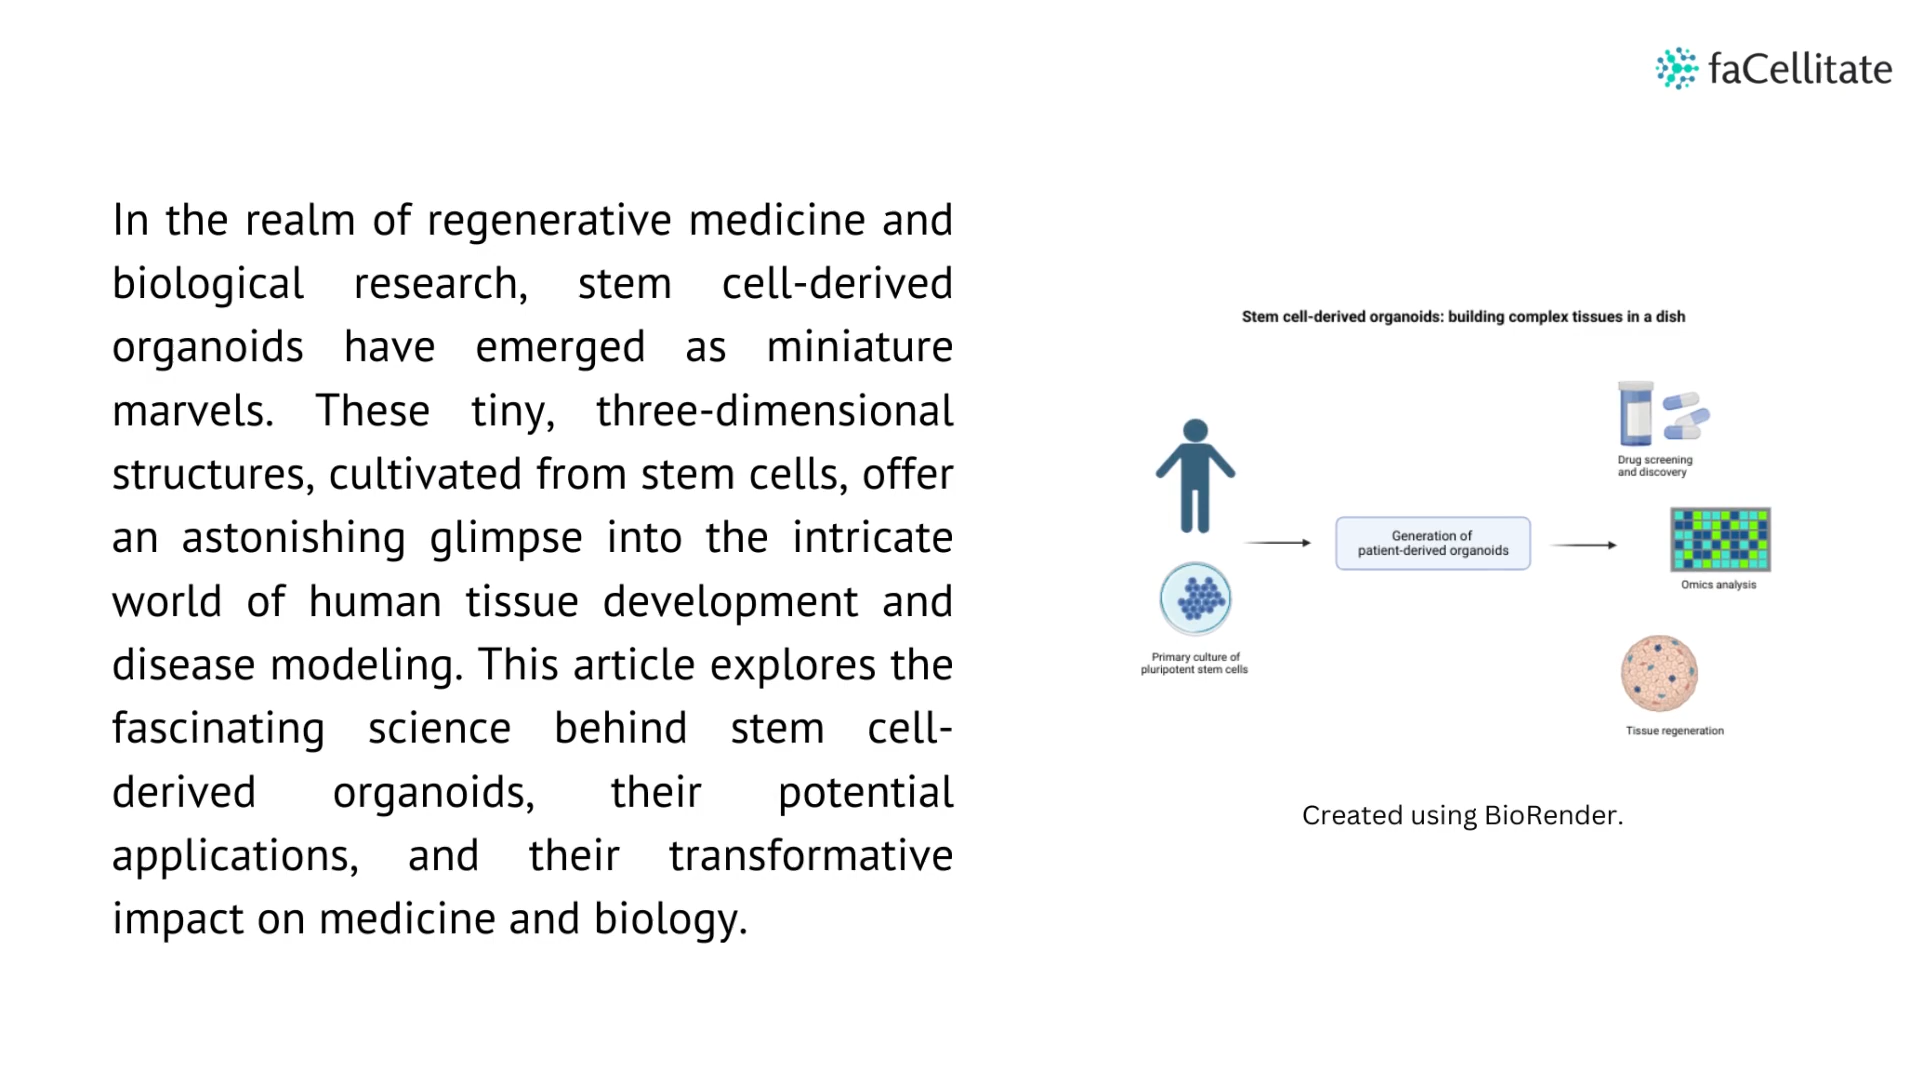 faCellitate
In the realm of regenerative medicine and
biological research, stem cell-derived
organoids have emerged as miniature
marvels. These tiny, three-dimensional
structures, cultivated from stem cells, offer
an astonishing glimpse into the intricate
world of human tissue development and
disease modeling. This article explores the
fascinating science behind stem cell-
derived organoids, their potential
applications, and their transformative
impact on medicine and biology.
Stem cell-derived organoids: building complex tissues in a dish
Primary culture of
pluripotent stem cells
Generation of
patient-derived organoids
Drug screening
and discovery
Omics analysis
Tissue regeneration
Created using BioRender.